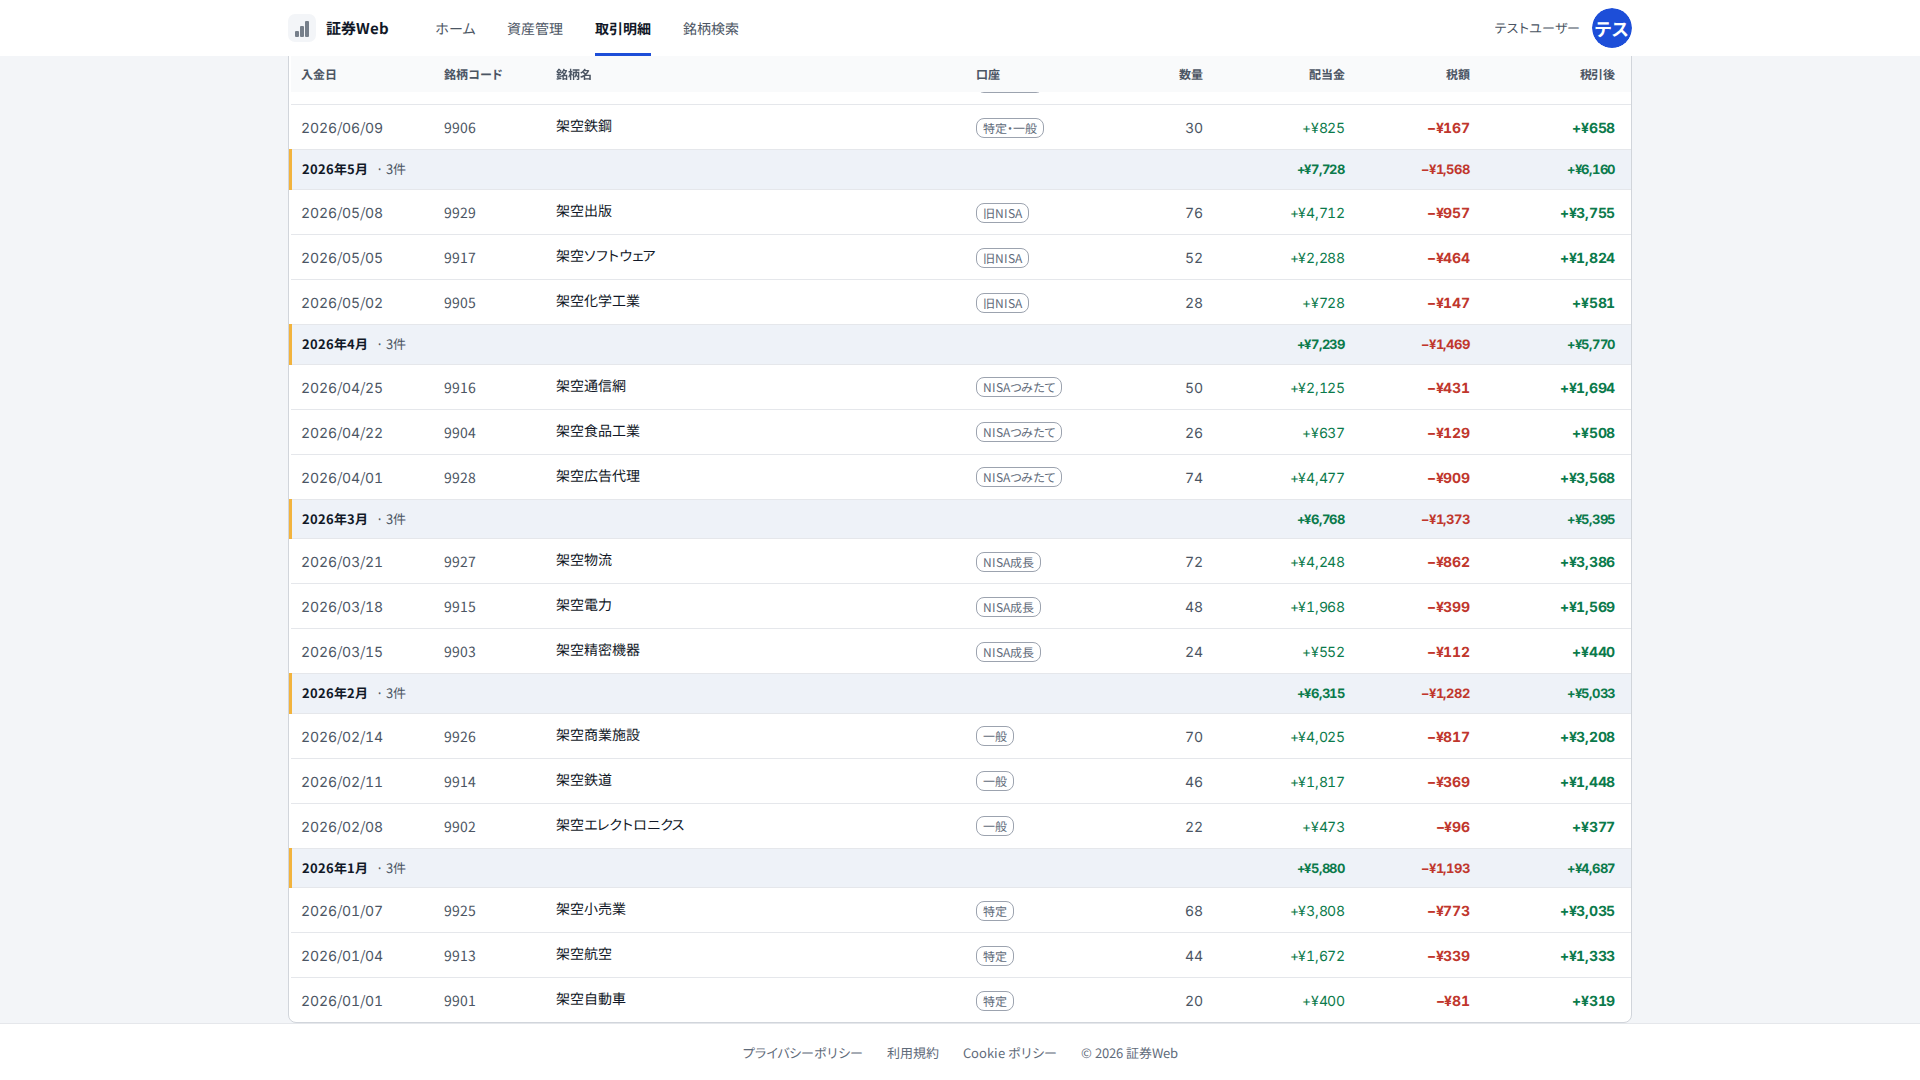 証券Web ホーム 資産管理 取引明細 銘柄検索 テストユーザー テス
入金日 銘柄コード 銘柄名 口座 数量 配当金 税額 税引後
2026/06/09 9906 架空鉄鋼 特定・一般 30 +¥825 −¥167 +¥658
2026年5月 · 3件 +¥7,728 −¥1,568 +¥6,160
2026/05/08 9929 架空出版 旧NISA 76 +¥4,712 −¥957 +¥3,755
2026/05/05 9917 架空ソフトウェア 旧NISA 52 +¥2,288 −¥464 +¥1,824
2026/05/02 9905 架空化学工業 旧NISA 28 +¥728 −¥147 +¥581
2026年4月 · 3件 +¥7,239 −¥1,469 +¥5,770
2026/04/25 9916 架空通信網 NISAつみたて 50 +¥2,125 −¥431 +¥1,694
2026/04/22 9904 架空食品工業 NISAつみたて 26 +¥637 −¥129 +¥508
2026/04/01 9928 架空広告代理 NISAつみたて 74 +¥4,477 −¥909 +¥3,568
2026年3月 · 3件 +¥6,768 −¥1,373 +¥5,395
2026/03/21 9927 架空物流 NISA成長 72 +¥4,248 −¥862 +¥3,386
2026/03/18 9915 架空電力 NISA成長 48 +¥1,968 −¥399 +¥1,569
2026/03/15 9903 架空精密機器 NISA成長 24 +¥552 −¥112 +¥440
2026年2月 · 3件 +¥6,315 −¥1,282 +¥5,033
2026/02/14 9926 架空商業施設 一般 70 +¥4,025 −¥817 +¥3,208
2026/02/11 9914 架空鉄道 一般 46 +¥1,817 −¥369 +¥1,448
2026/02/08 9902 架空エレクトロニクス 一般 22 +¥473 −¥96 +¥377
2026年1月 · 3件 +¥5,880 −¥1,193 +¥4,687
2026/01/07 9925 架空小売業 特定 68 +¥3,808 −¥773 +¥3,035
2026/01/04 9913 架空航空 特定 44 +¥1,672 −¥339 +¥1,333
2026/01/01 9901 架空自動車 特定 20 +¥400 −¥81 +¥319
プライバシーポリシー 利用規約 Cookie ポリシー © 2026 証券Web